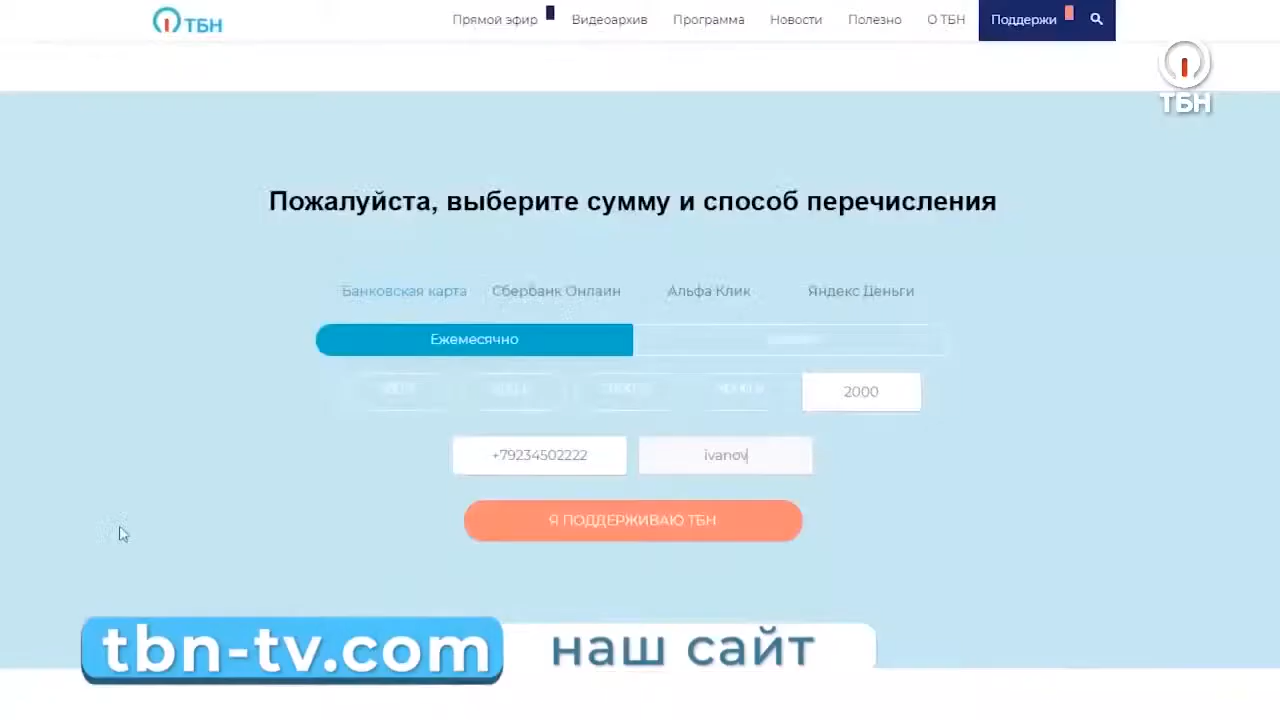 ТБН Прямой эфир Видеоархив Программа Новости Полезно О ТБН Поддержи
ТБН
Пожалуйста, выберите сумму и способ перечисления
Банковская карта Сбербанк Онлайн Альфа Клик Яндекс Деньги
Ежемесячно
2000
+79234502222 ivanov
Я ПОДДЕРЖИВАЮ ТБН
tbn-tv.com наш сайт